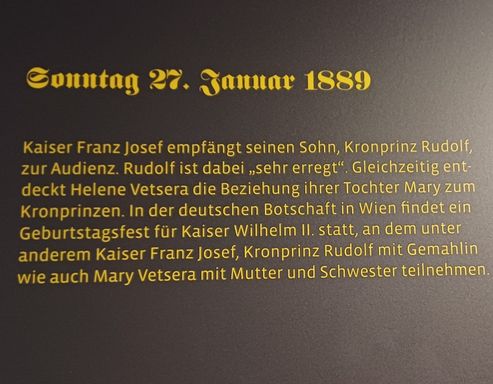 Sonntag 27. Januar 1889
Kaiser Franz Josef empfängt seinen Sohn, Kronprinz Rudolf,
zur Audienz. Rudolf ist dabei „sehr erregt“. Gleichzeitig ent-
deckt Helene Vetsera die Beziehung ihrer Tochter Mary zum
Kronprinzen. In der deutschen Botschaft in Wien findet ein
Geburtstagsfest für Kaiser Wilhelm II. statt, an dem unter
anderem Kaiser Franz Josef, Kronprinz Rudolf mit Gemahlin
wie auch Mary Vetsera mit Mutter und Schwester teilnehmen.